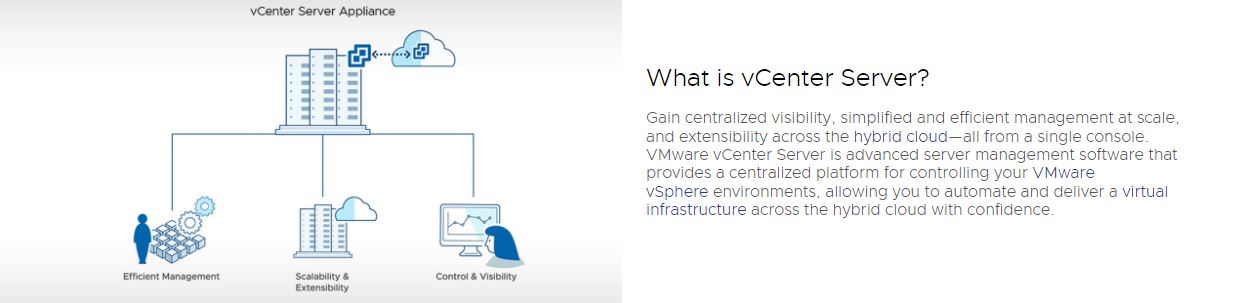 vCenter Server Appliance
Efficient Management
Scalability &
Extensibility
Control & Visibility
What is vCenter Server?
Gain centralized visibility, simplified and efficient management at scale,
and extensibility across the hybrid cloud—all from a single console.
VMware vCenter Server is advanced server management software that
provides a centralized platform for controlling your VMware
vSphere environments, allowing you to automate and deliver a virtual
infrastructure across the hybrid cloud with confidence.